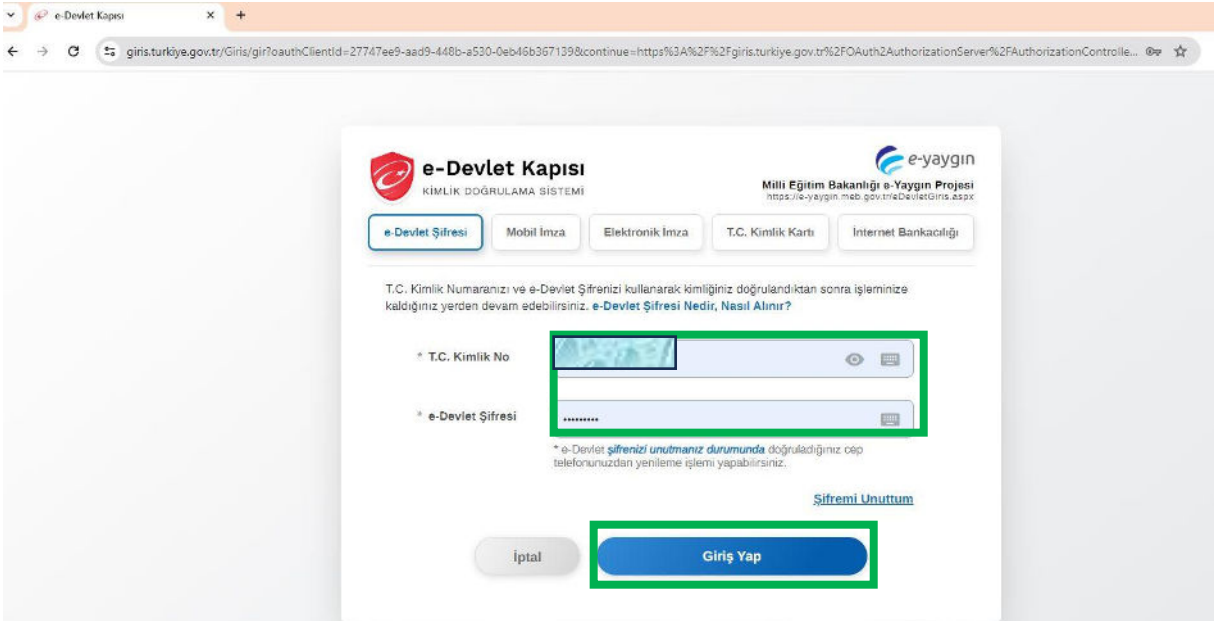 e-Devlet Kapısı
giris.turkiye.gov.tr/Giris/gir?oauthClientId=27747ee9-aad9-448b-a530-0eb46b367139&continue=https%3A%2F%2Fgiris.turkiye.gov.tr%2FOAuth2AuthorizationServer%2FAuthorizationControlle...
e-Devlet Kapısı
KİMLİK DOĞRULAMA SİSTEMİ
e-yaygın
Milli Eğitim Bakanlığı e-Yaygın Projesi
https://e-yaygin.meb.gov.tr/eDevletGiris.aspx
e-Devlet Şifresi Mobil İmza Elektronik İmza T.C. Kimlik Kartı İnternet Bankacılığı
T.C. Kimlik Numaranızı ve e-Devlet Şifrenizi kullanarak kimliğiniz doğrulandıktan sonra işleminize
kaldığınız yerden devam edebilirsiniz. e-Devlet Şifresi Nedir, Nasıl Alınır?
* T.C. Kimlik No
* e-Devlet Şifresi •••••••••
* e-Devlet şifrenizi unutmanız durumunda doğruladığınız cep
telefonunuzdan yenileme işlemi yapabilirsiniz.
Şifremi Unuttum
İptal Giriş Yap